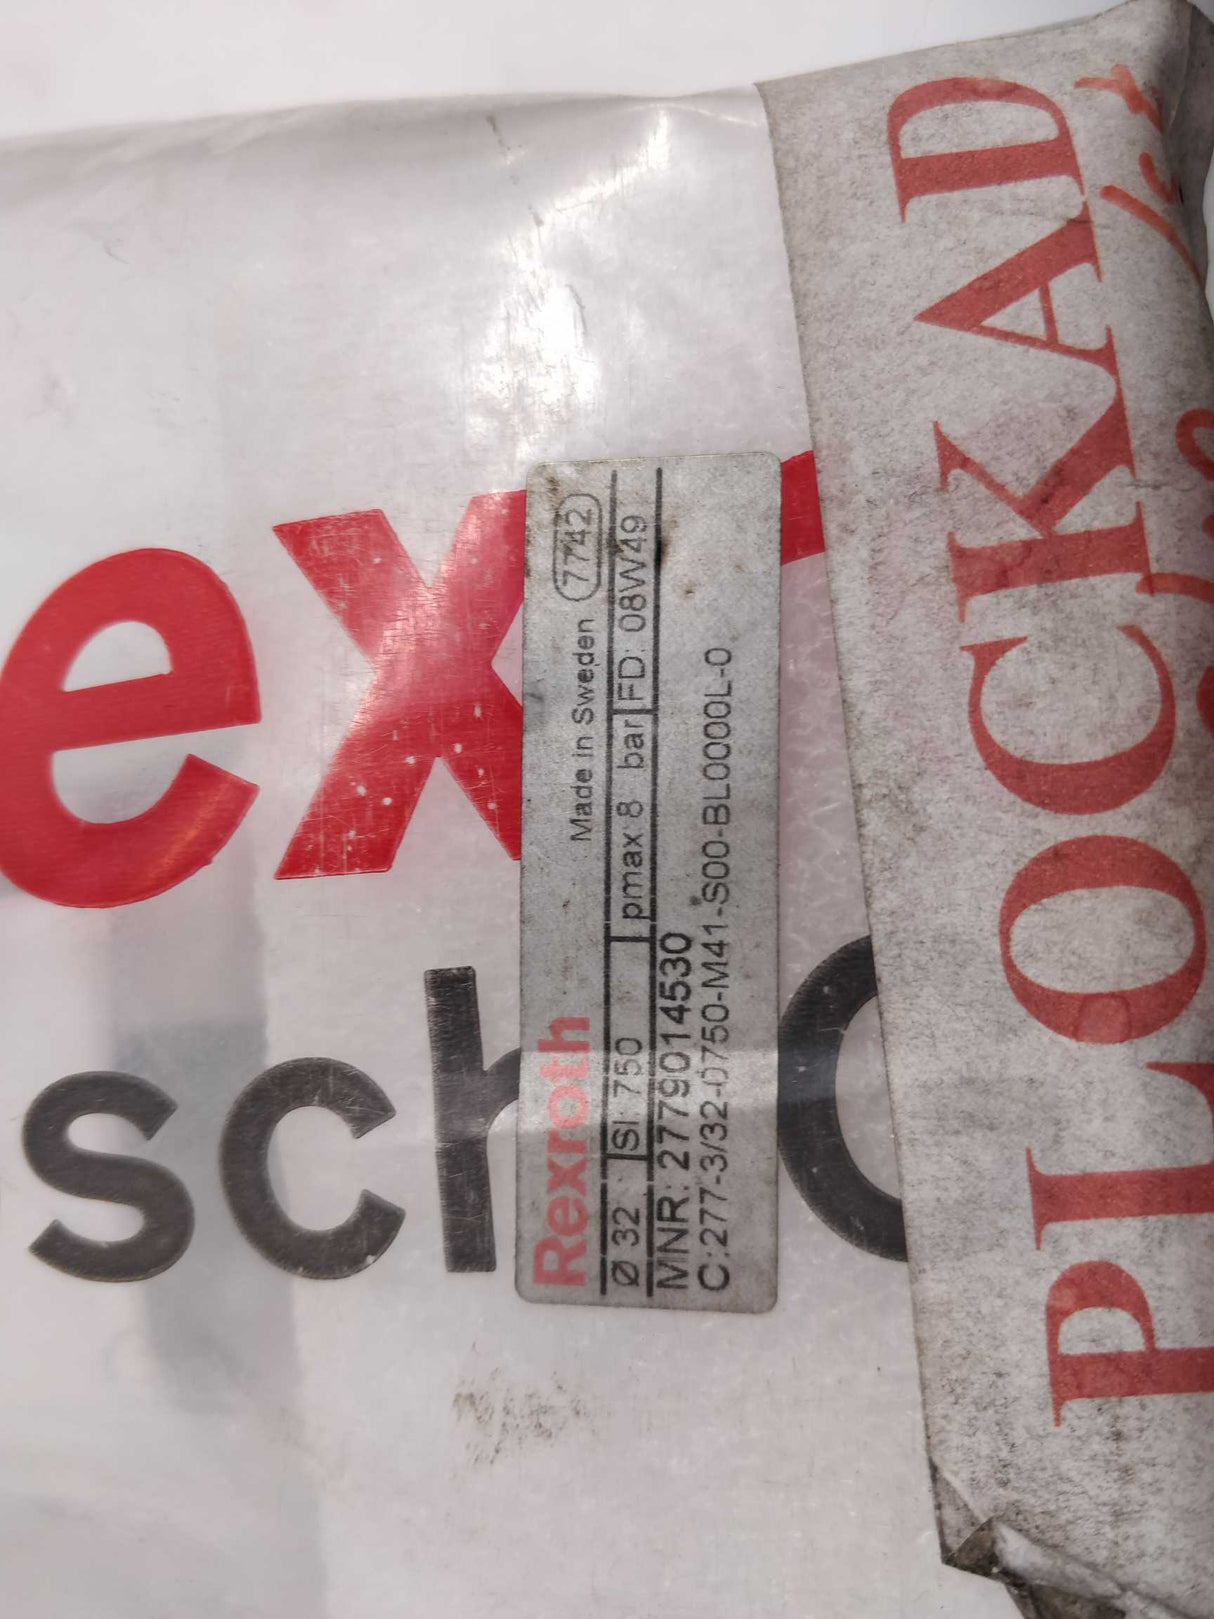 ex
sch
Rexroth Made in Sweden 7742
Ø 32 SI: 750 pmax: 8 bar FD: 08W49
MNR: 2779014530
C:277-3/32-0750-M41-S00-BL0000L-0
PLOCKAD